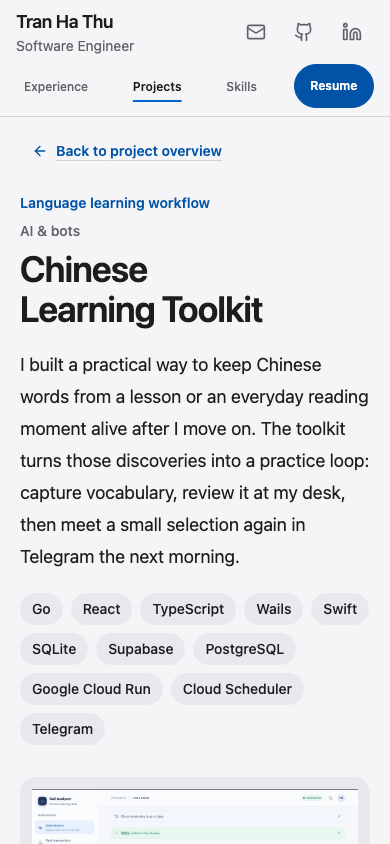 Tran Ha Thu
Software Engineer
Experience
Projects
Skills
Resume
Back to project overview
Language learning workflow
AI & bots
Chinese
Learning Toolkit
I built a practical way to keep Chinese
words from a lesson or an everyday reading
moment alive after I move on. The toolkit
turns those discoveries into a practice loop:
capture vocabulary, review it at my desk,
then meet a small selection again in
Telegram the next morning.
Go React TypeScript Wails Swift
SQLite Supabase PostgreSQL
Google Cloud Run Cloud Scheduler
Telegram